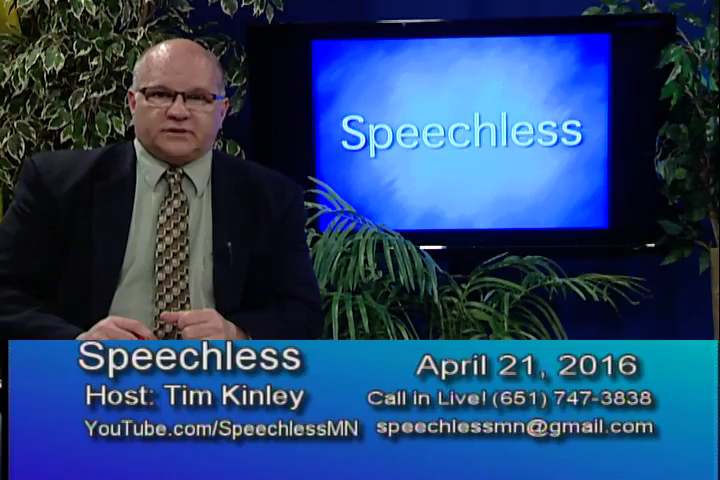 Speechless
Speechless
Host: Tim Kinley
YouTube.com/SpeechlessMN
April 21, 2016
Call in Live! (651) 747-3838
speechlessmn@gmail.com